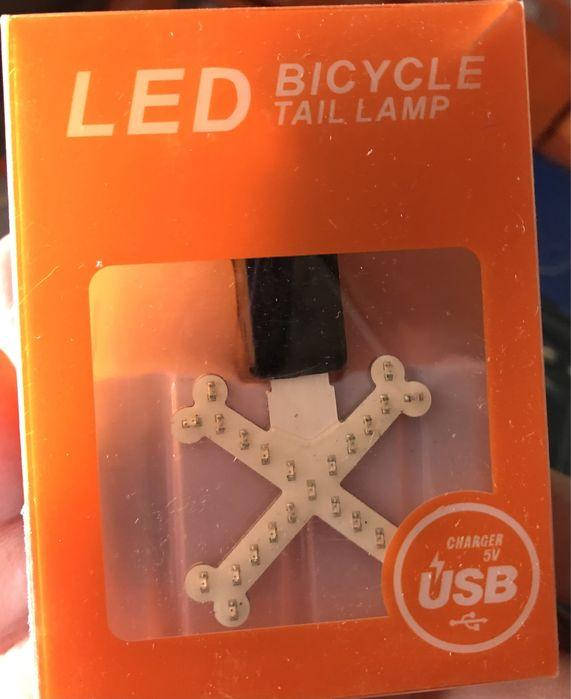 LED
BICYCLE
TAIL LAMP
CHARGER
5V
USB